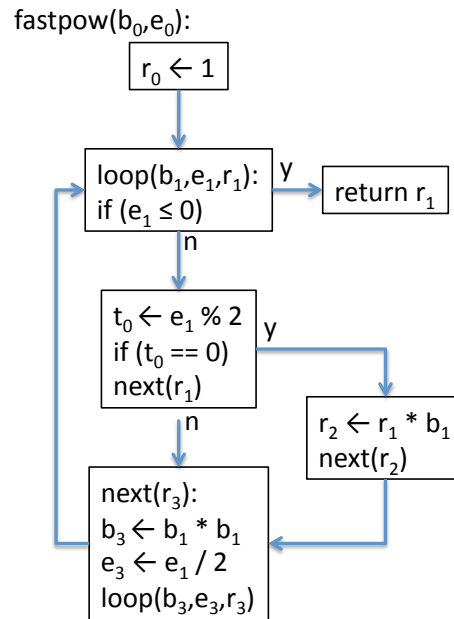 fastpow(b₀,e₀):
r₀ ← 1
loop(b₁,e₁,r₁):
if (e₁ ≤ 0)
y
return r₁
n
t₀ ← e₁ % 2
if (t₀ == 0)
next(r₁)
y
n
r₂ ← r₁ * b₁
next(r₂)
next(r₃):
b₃ ← b₁ * b₁
e₃ ← e₁ / 2
loop(b₃,e₃,r₃)